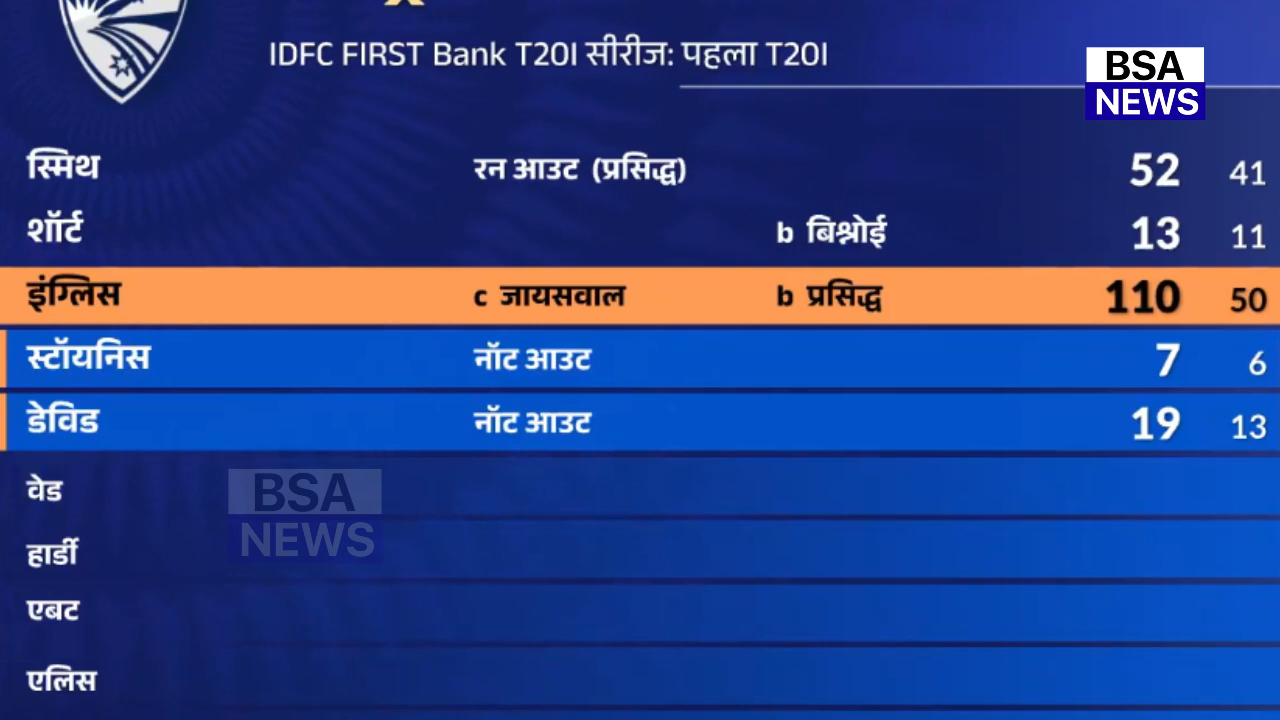 IDFC FIRST Bank T20I सीरीज: पहला T20I
BSA
NEWS
स्मिथ रन आउट (प्रसिद्ध) 52 41
शॉर्ट b बिश्नोई 13 11
इंग्लिस c जायसवाल b प्रसिद्ध 110 50
स्टॉयनिस नॉट आउट 7 6
डेविड नॉट आउट 19 13
वेड
BSA
NEWS
हार्डी
एबट
एलिस